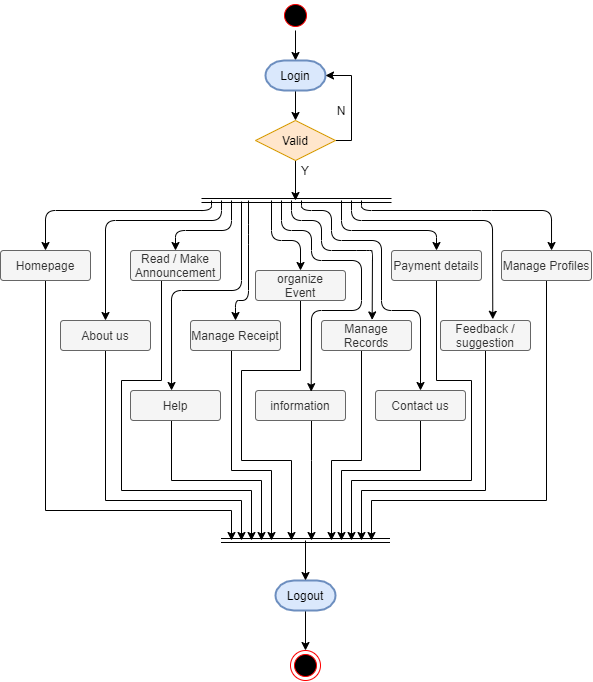 Login
N
Valid
Y
Homepage
Read / Make
Announcement
organize
Event
Payment details
Manage Profiles
About us
Manage Receipt
Manage
Records
Feedback /
suggestion
Help
information
Contact us
Logout